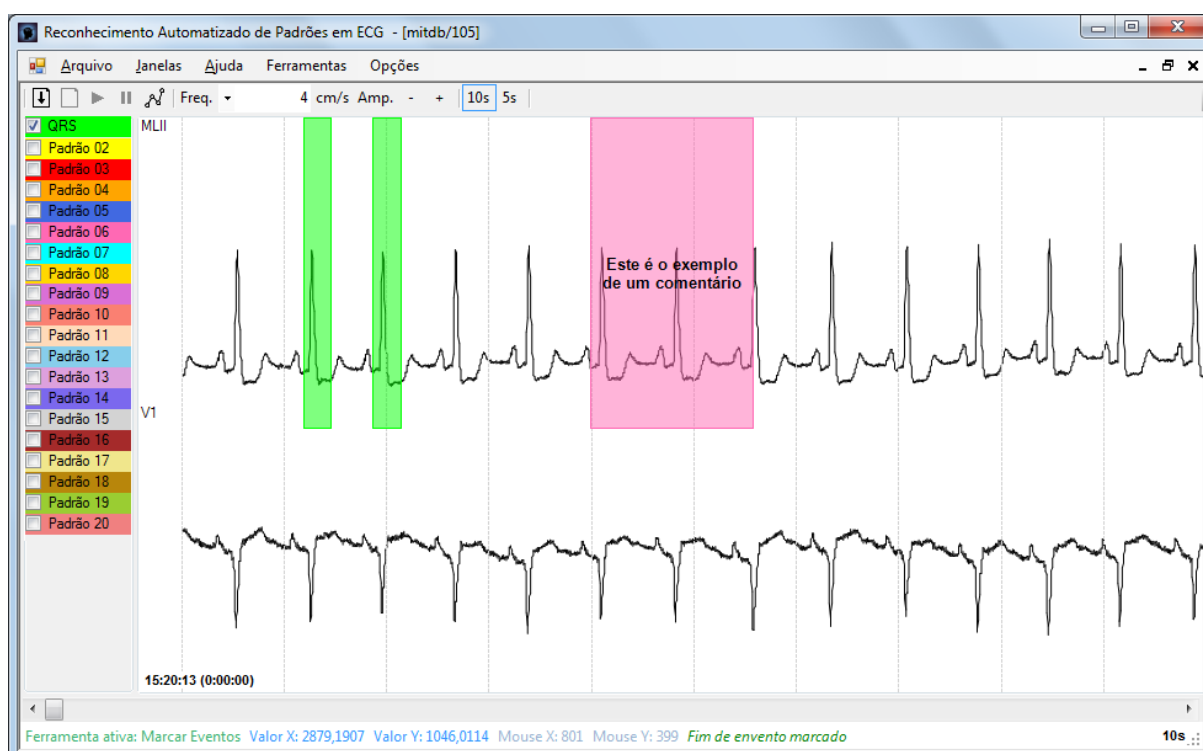 Reconhecimento Automatizado de Padrões em ECG - [mitdb/105]
Arquivo Janelas Ajuda Ferramentas Opções
Freq. 4 cm/s Amp. - + 10s 5s
QRS
Padrão 02
Padrão 03
Padrão 04
Padrão 05
Padrão 06
Padrão 07
Padrão 08
Padrão 09
Padrão 10
Padrão 11
Padrão 12
Padrão 13
Padrão 14
Padrão 15
Padrão 16
Padrão 17
Padrão 18
Padrão 19
Padrão 20
MLII
Este é o exemplo
de um comentário
V1
15:20:13 (0:00:00)
Ferramenta ativa: Marcar Eventos Valor X: 2879,1907 Valor Y: 1046,0114 Mouse X: 801 Mouse Y: 399 Fim de envento marcado 10s